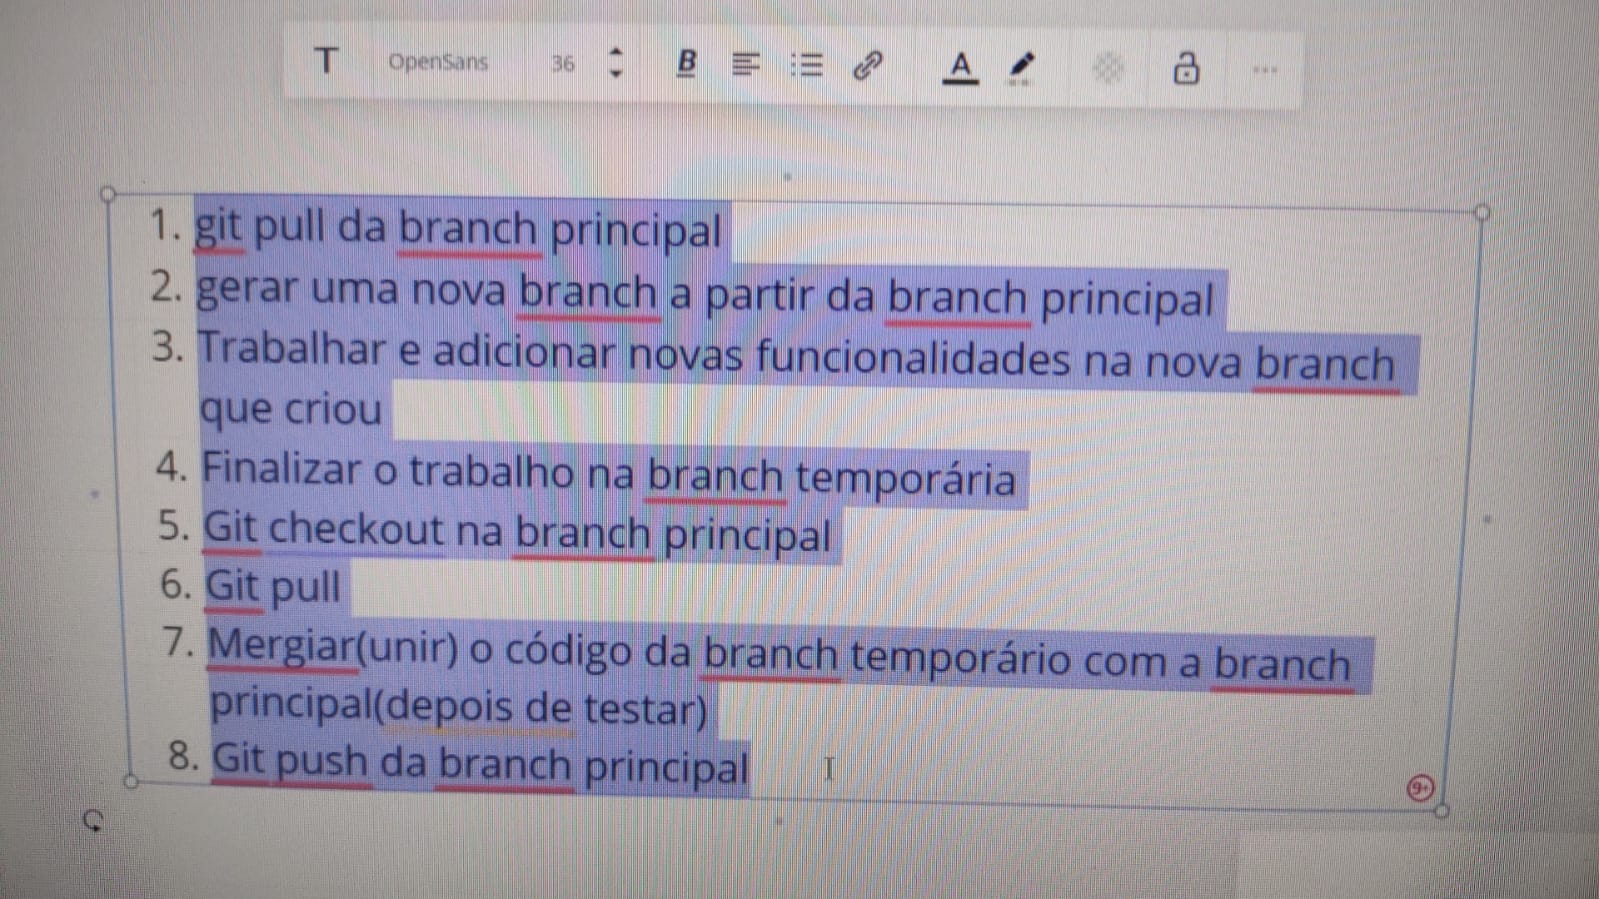 T OpenSans 36 B A
1. git pull da branch principal
2. gerar uma nova branch a partir da branch principal
3. Trabalhar e adicionar novas funcionalidades na nova branch
que criou
4. Finalizar o trabalho na branch temporária
5. Git checkout na branch principal
6. Git pull
7. Mergiar(unir) o código da branch temporário com a branch
principal(depois de testar)
8. Git push da branch principal
9+